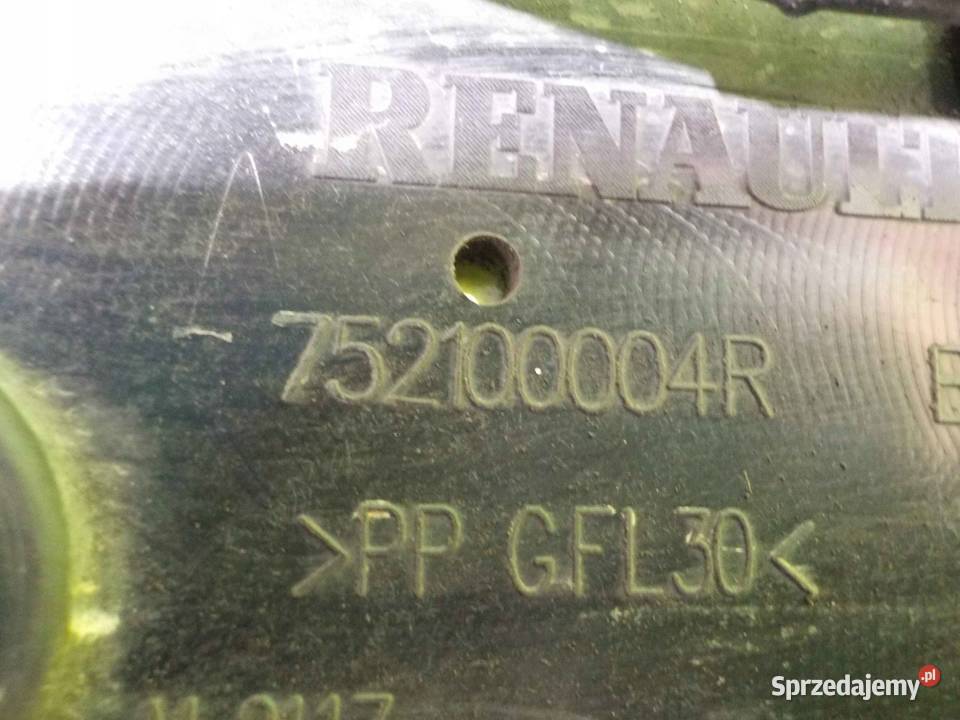 RENAULT
752100004R
>PP GFL30<
Sprzedajemy.pl